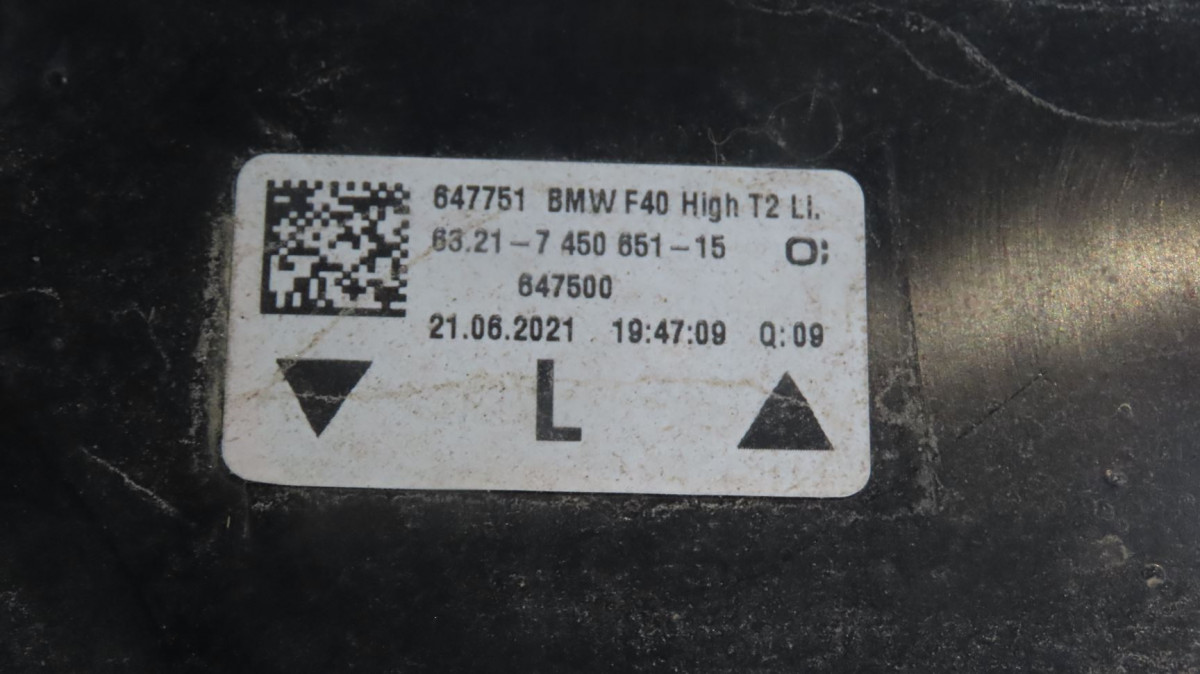 647751 BMW F40 High T2 Li.
63.21-7 450 651-15 O;
647500
21.06.2021 19:47:09 Q:09
L